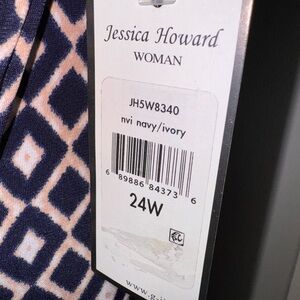 Jessica Howard
WOMAN
JH5W8340
nvi navy/ivory
6 89886 84373 6
24W